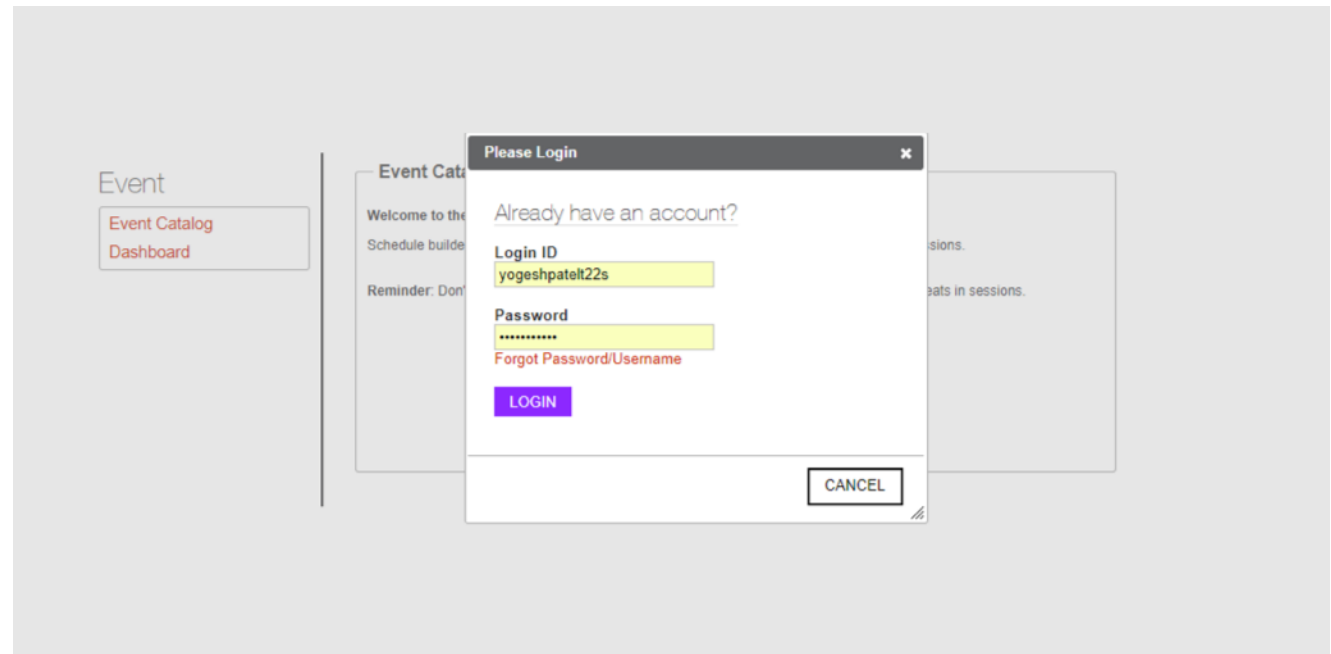 Please Login
Event
Event Catalog
Dashboard
Event Cata
Welcome to the
Schedule builde
sions.
Reminder: Don'
eats in sessions.
Already have an account?
Login ID
yogeshpatelt22s
Password
•••••••••••
Forgot Password/Username
LOGIN
CANCEL